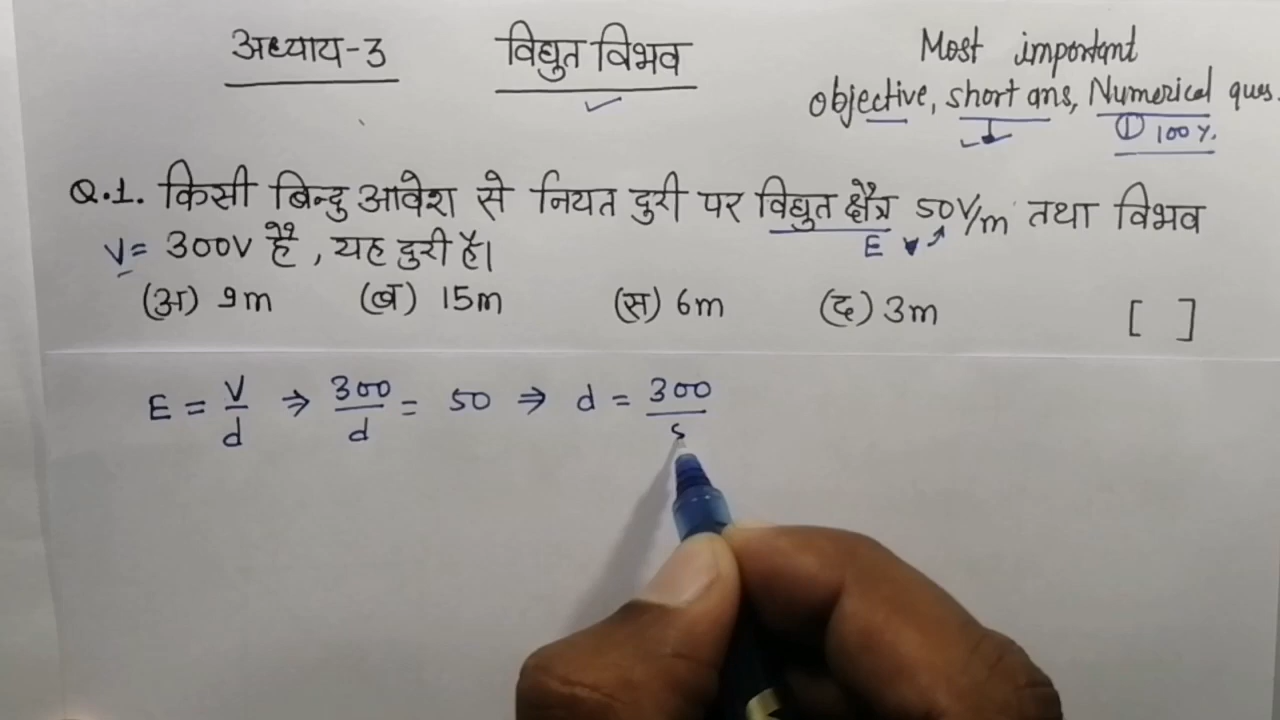 अध्याय-3 विद्युत विभव
Most important
objective, short ans, Numerical ques.
① 100%.
Q.1. किसी बिन्दु आवेश से नियत दुरी पर विद्युत क्षैत्र 50V/m तथा विभव
E
V = 300V है, यह दुरी है।
(अ) 9m (ब) 15m (स) 6m (द) 3m [ ]
E = V/d ⇒ 300/d = 50 ⇒ d = 300/5